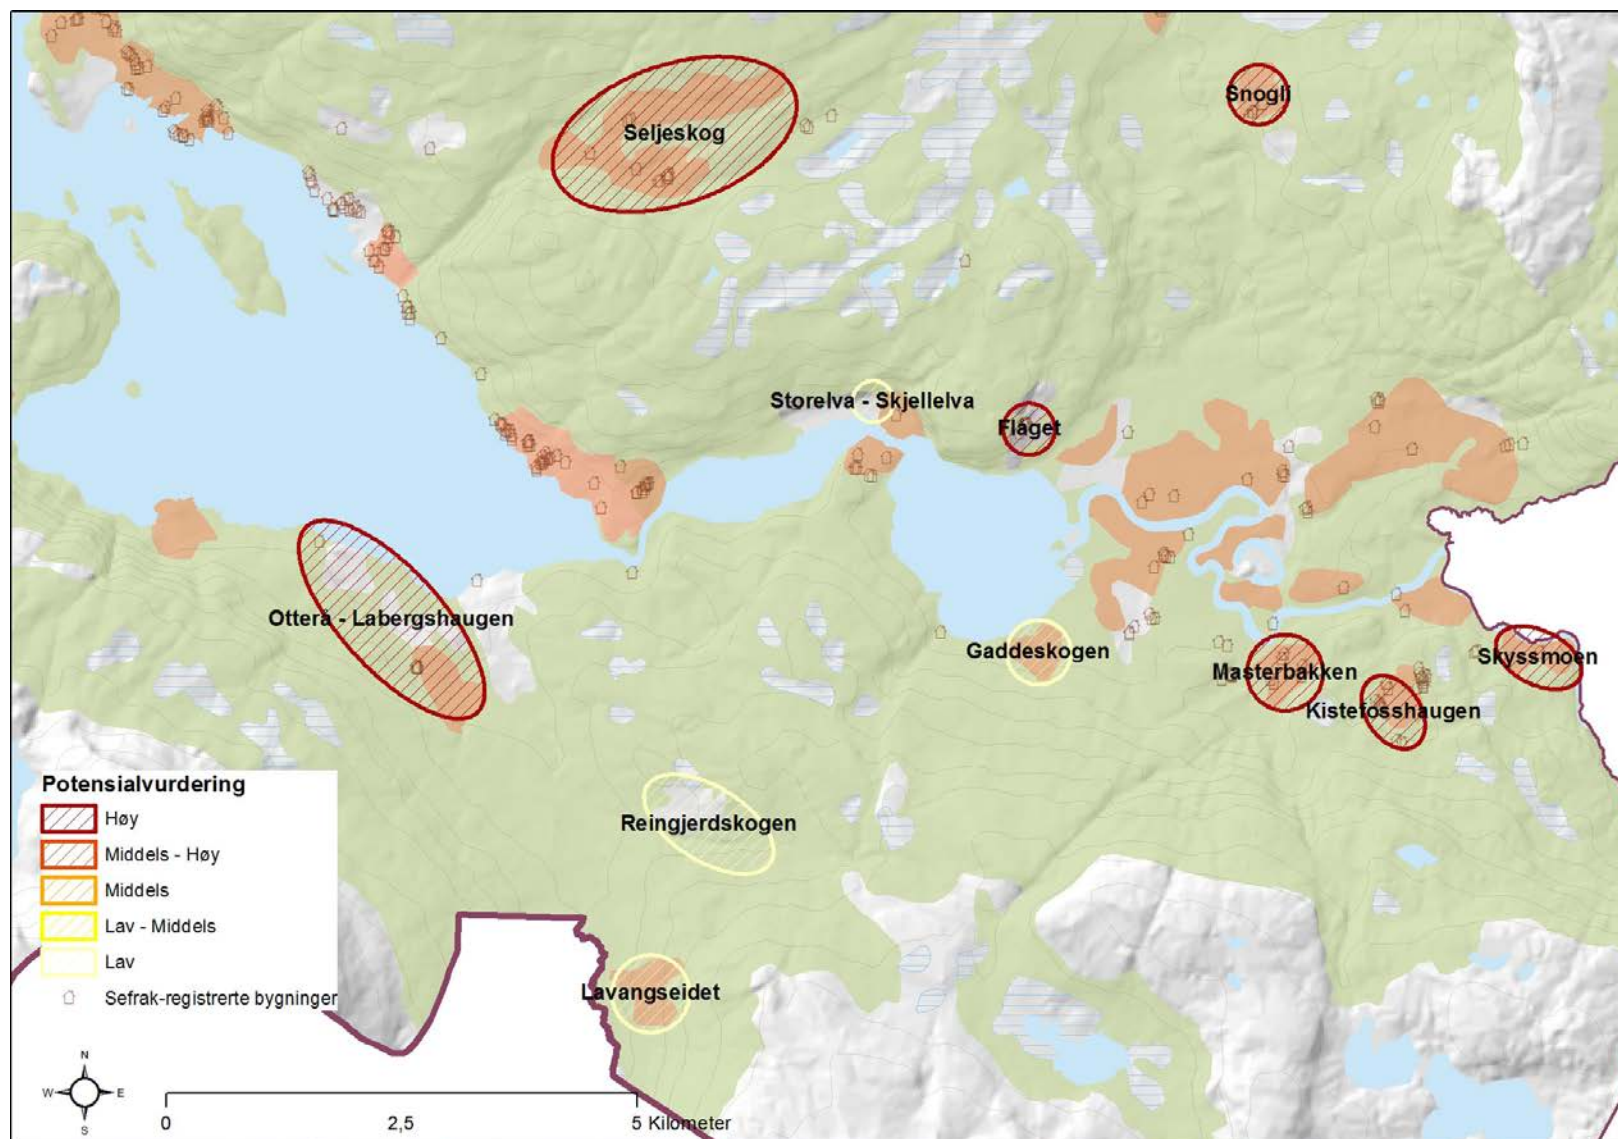 Snogli
Seljeskog
Storelva - Skjellelva
Flaget
Otterå - Labergshaugen
Gaddeskogen
Masterbakken
Skyssmoen
Kistefosshaugen
Reingjerdskogen
Lavangseidet
Potensialvurdering
Høy
Middels - Høy
Middels
Lav - Middels
Lav
Sefrak-registrerte bygninger
N
W
E
S
0
2,5
5 Kilometer